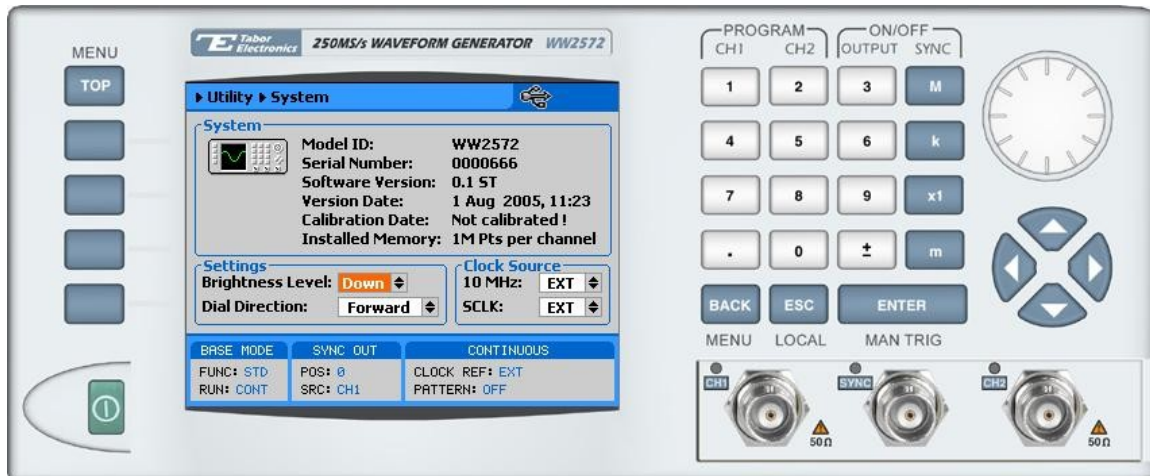 MENU
TOP
Tabor Electronics 250MS/s WAVEFORM GENERATOR WW2572
Utility System
System
Model ID: WW2572
Serial Number: 0000666
Software Version: 0.1 ST
Version Date: 1 Aug 2005, 11:23
Calibration Date: Not calibrated !
Installed Memory: 1M Pts per channel
Settings
Brightness Level: Down
Dial Direction: Forward
Clock Source
10 MHz: EXT
SCLK: EXT
BASE MODE
FUNC: STD
RUN: CONT
SYNC OUT
POS: 0
SRC: CH1
CONTINUOUS
CLOCK REF: EXT
PATTERN: OFF
PROGRAM ON/OFF
CH1 CH2 OUTPUT SYNC
1 2 3 M
4 5 6 k
7 8 9 x1
. 0 ± m
BACK ESC ENTER
MENU LOCAL MAN TRIG
CH1 SYNC CH2
50Ω 50Ω